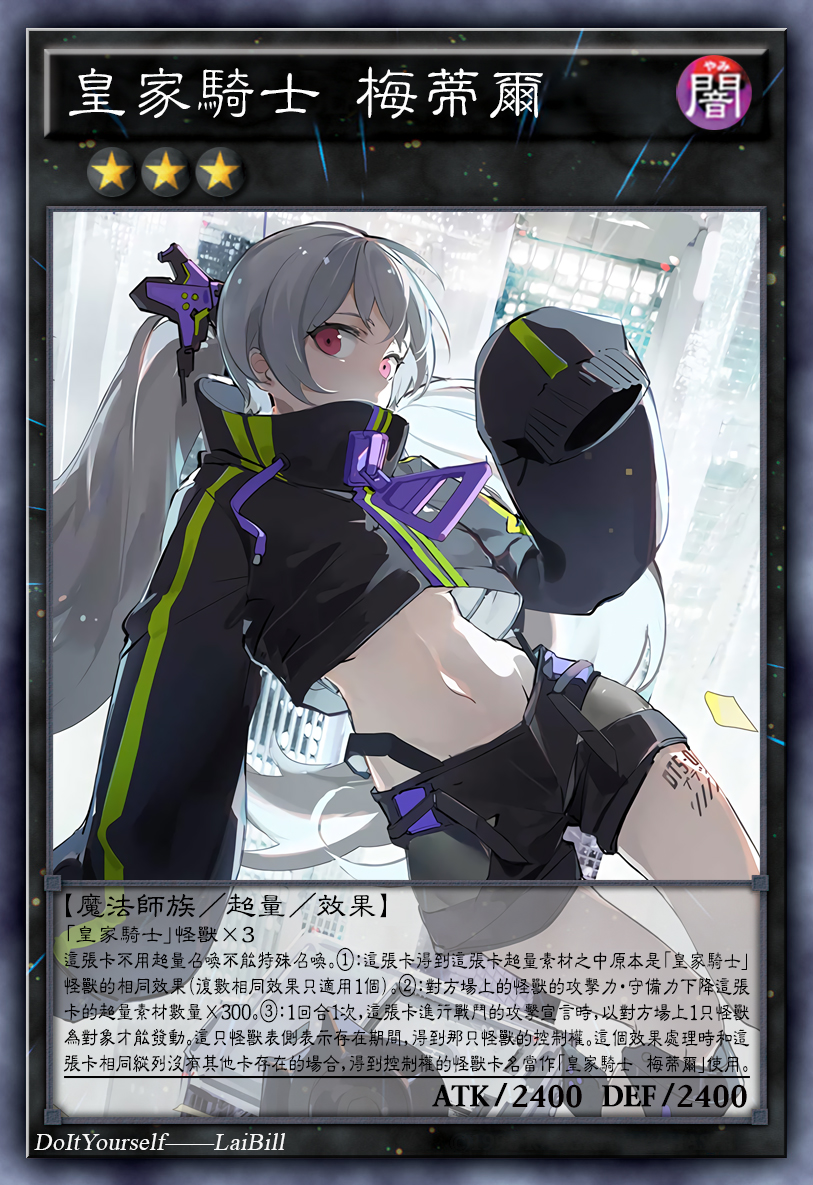 皇家騎士 梅蒂爾
やみ
闇
【魔法師族／超量／效果】
「皇家騎士」怪獸×3
這張卡不用超量召喚不能特殊召喚。①:這張卡得到這張卡超量素材之中原本是「皇家騎士」
怪獸的相同效果(複數相同效果只適用1個)。②:對方場上的怪獸的攻擊力·守備力下降這張
卡的超量素材數量×300。③:1回合1次,這張卡進行戰鬥的攻擊宣言時,以對方場上1只怪獸
為對象才能發動。這只怪獸表側表示存在期間,得到那只怪獸的控制權。這個效果處理時和這
張卡相同縱列沒有其他卡存在的場合,得到控制權的怪獸卡名當作「皇家騎士　梅蒂爾」使用。
ATK/2400 DEF/2400
DoItYourself——LaiBill